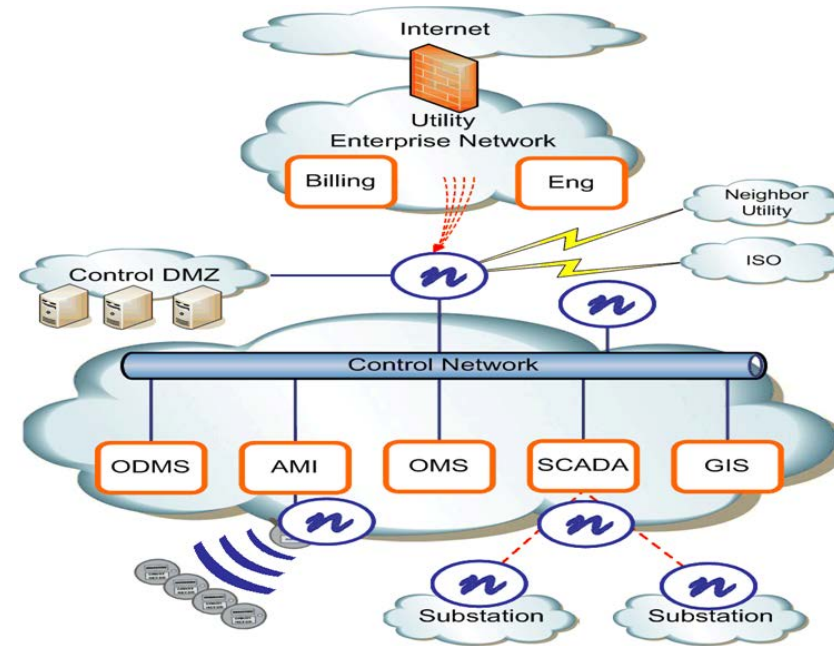 Internet
Utility
Enterprise Network
Billing
Eng
Neighbor
Utility
ISO
Control DMZ
n
n
Control Network
ODMS
AMI
OMS
SCADA
GIS
n
n
n
n
Substation
Substation